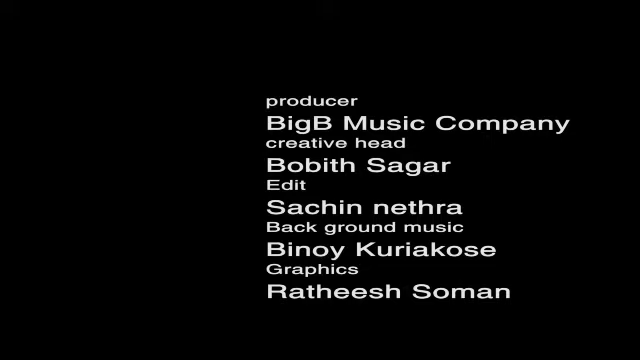 producer
BigB Music Company
creative head
Bobith Sagar
Edit
Sachin nethra
Back ground music
Binoy Kuriakose
Graphics
Ratheesh Soman